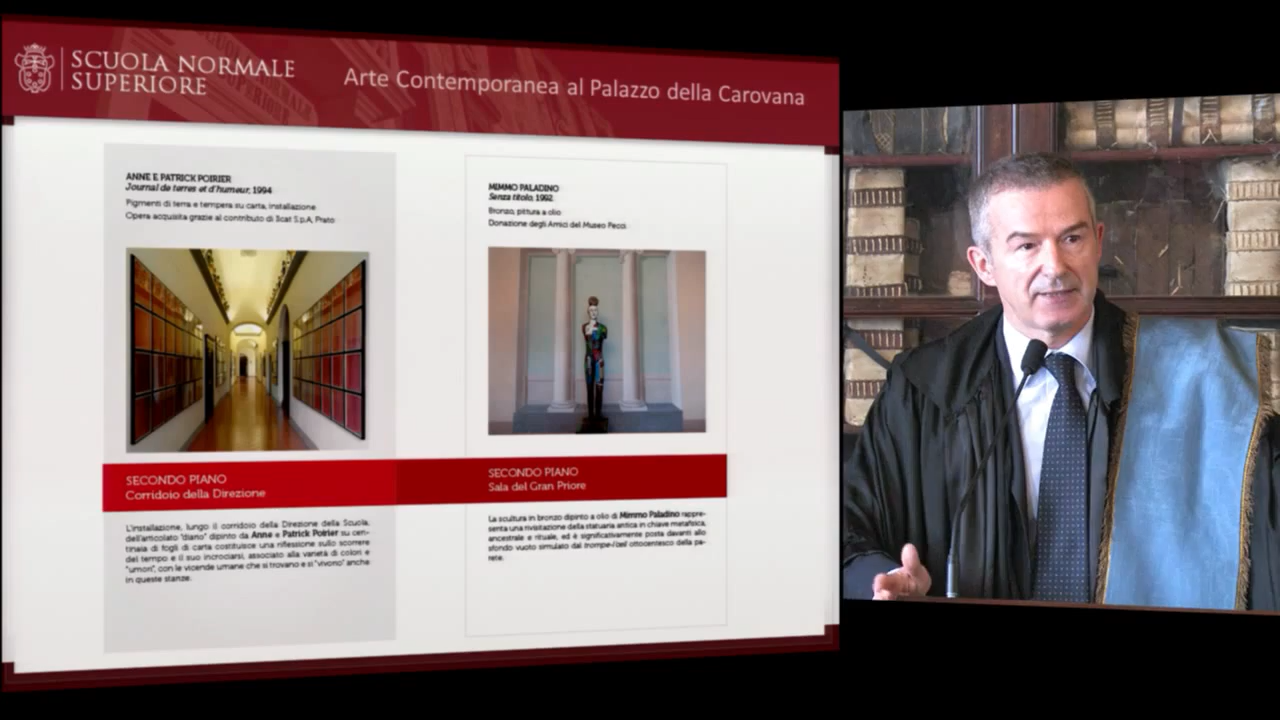 SCUOLA NORMALE
SUPERIORE
Arte Contemporanea al Palazzo della Carovana
ANNE E PATRICK POIRIER
Journal de terres et d'humeur, 1994
Pigmenti di terra e tempera su carta, installazione
Opera acquisita grazie al contributo di 3cat S.p.A, Prato
SECONDO PIANO
Corridoio della Direzione
L'installazione, lungo il corridoio della Direzione della Scuola,
dell'articolato "diario" dipinto da Anne e Patrick Poirier su cen-
tinaia di fogli di carta costituisce una riflessione sullo scorrere
del tempo e il suo incrociarsi, associato alla varietà di colori e
"umori", con le vicende umane che si trovano e si "vivono" anche
in queste stanze.
MIMMO PALADINO
Senza titolo, 1992
Bronzo, pittura a olio
Donazione degli Amici del Museo Pecci
SECONDO PIANO
Sala del Gran Priore
La scultura in bronzo dipinto a olio di Mimmo Paladino rappre-
senta una rivisitazione della statuaria antica in chiave metafisica,
ancestrale e rituale, ed è significativamente posta davanti allo
sfondo vuoto simulato dal trompe-l'œil ottocentesco della pa-
rete.